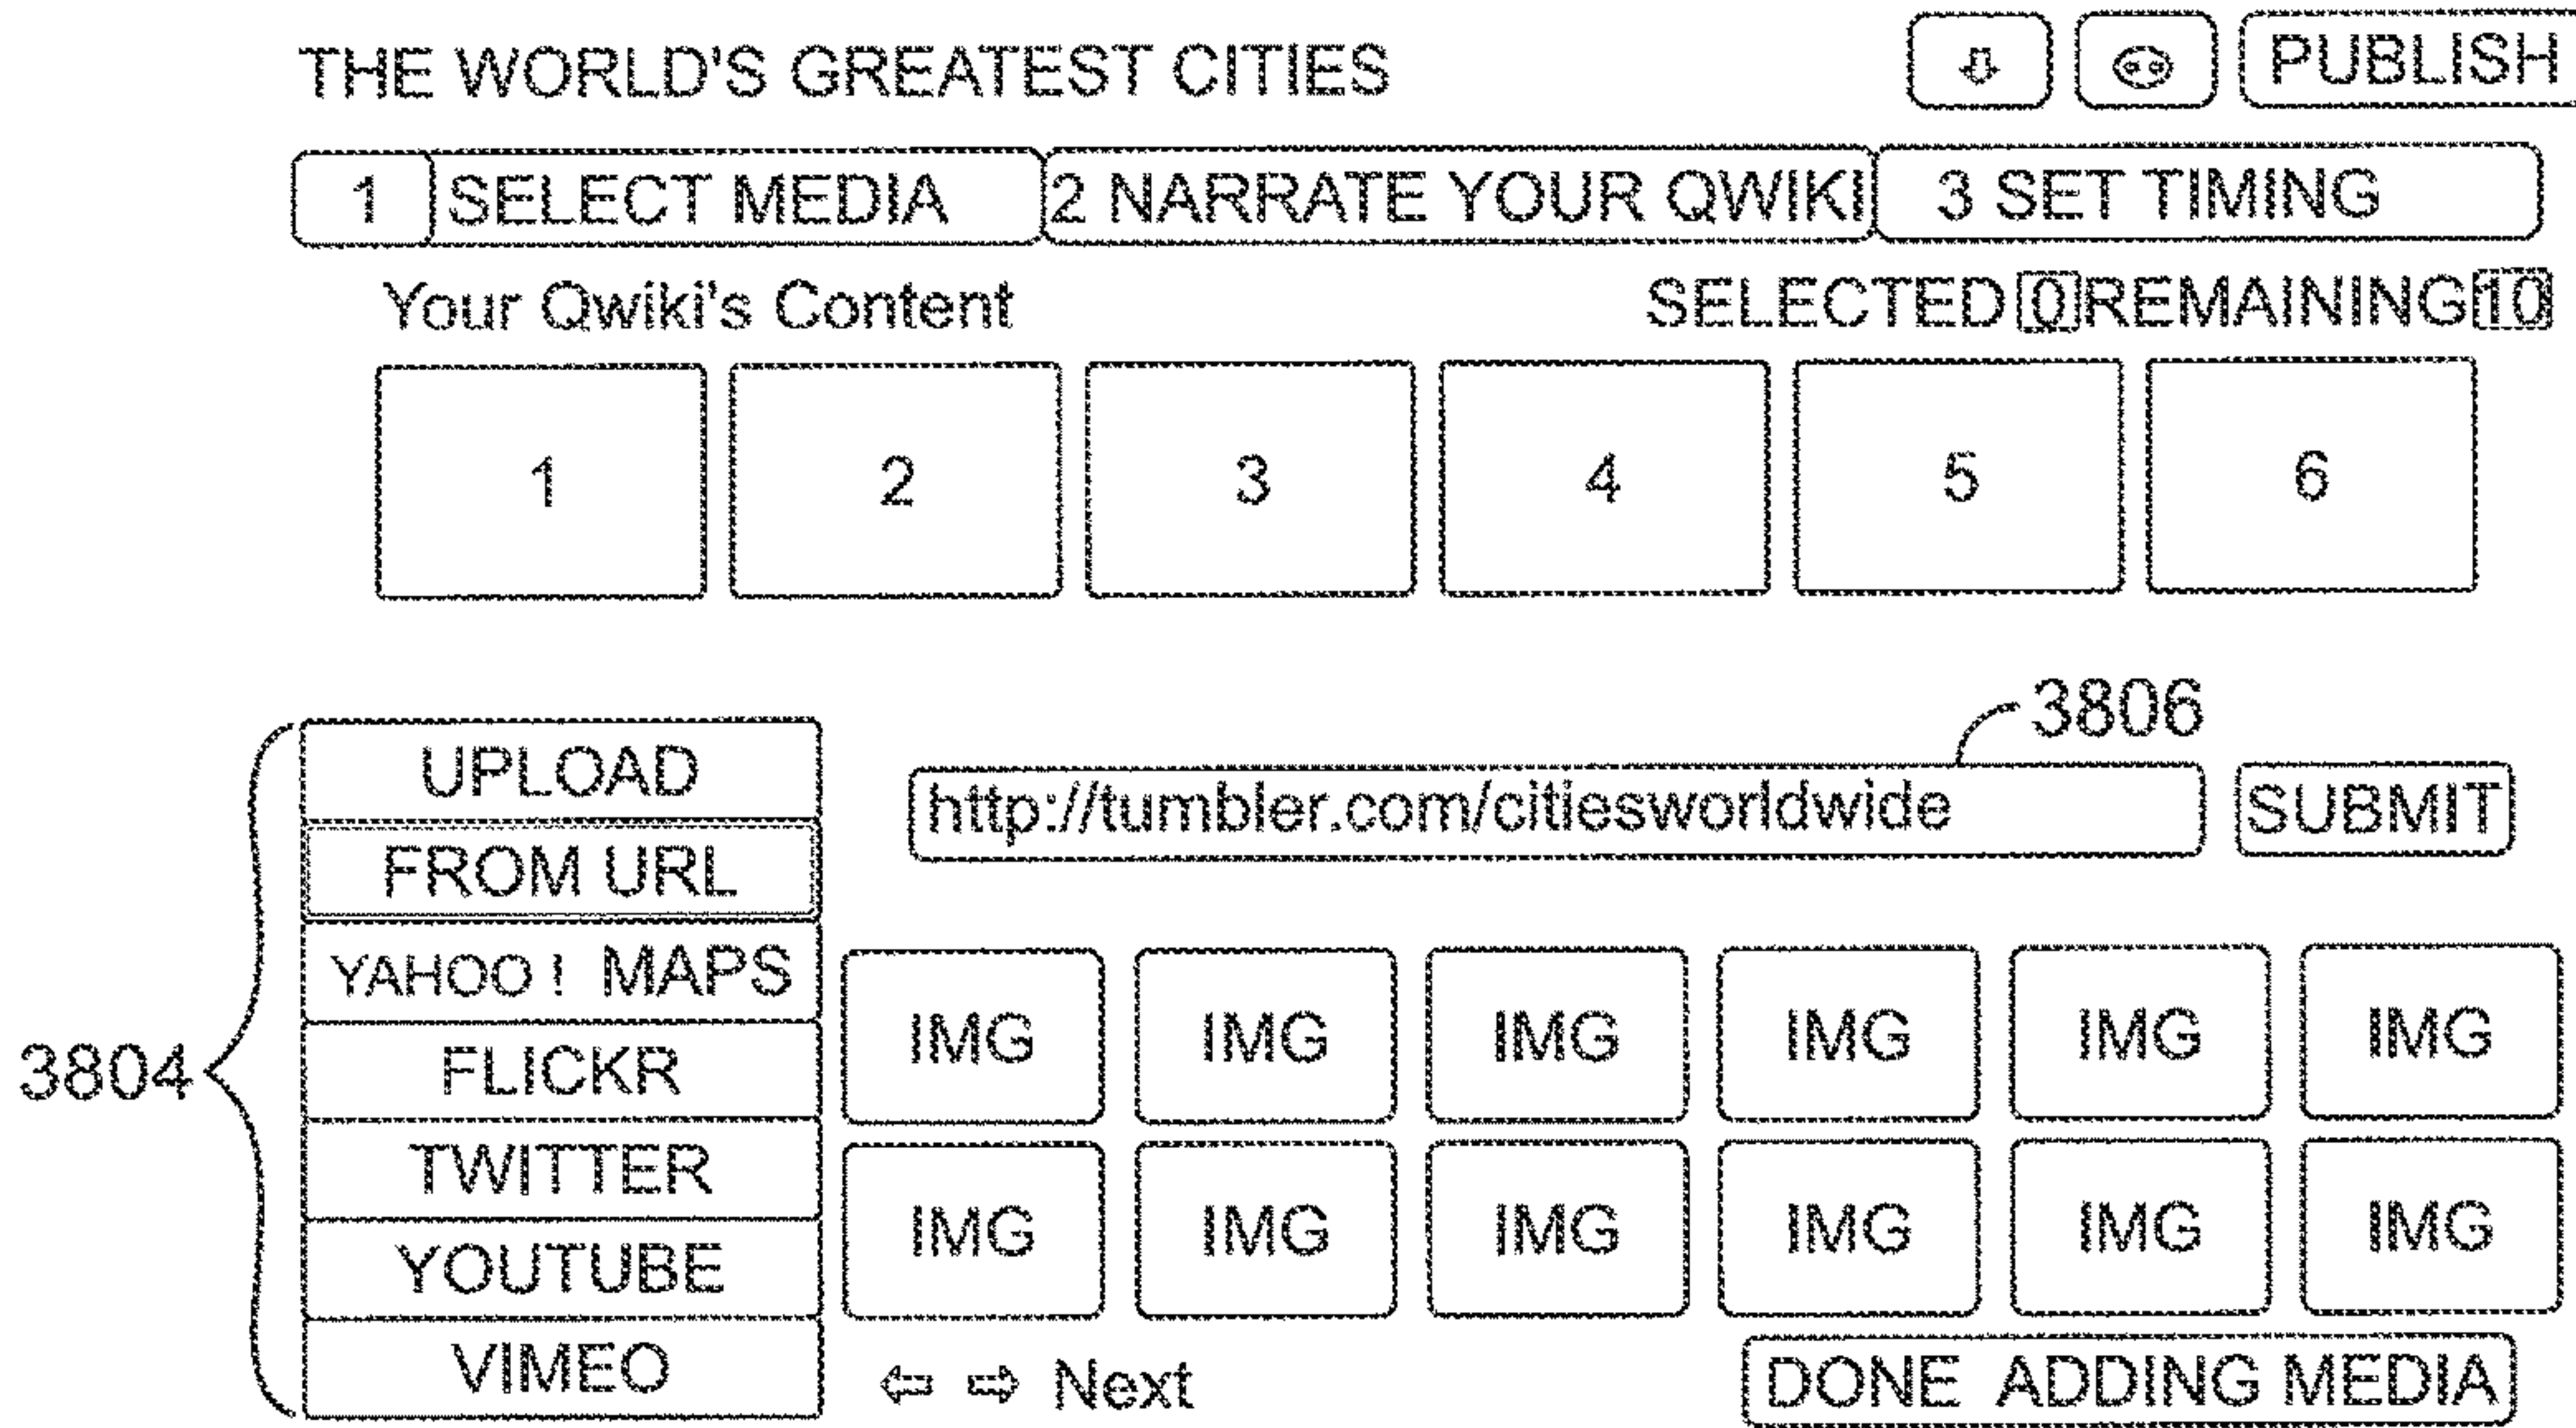 THE WORLD'S GREATEST CITIES PUBLISH
1 SELECT MEDIA 2 NARRATE YOUR QWIKI 3 SET TIMING
Your Qwiki's Content SELECTED 0 REMAINING 10
1 2 3 4 5 6
3806
UPLOAD
http://tumbler.com/citiesworldwide SUBMIT
FROM URL
YAHOO ! MAPS
IMG IMG IMG IMG IMG IMG
3804
FLICKR
TWITTER
IMG IMG IMG IMG IMG IMG
YOUTUBE
VIMEO
Next DONE ADDING MEDIA